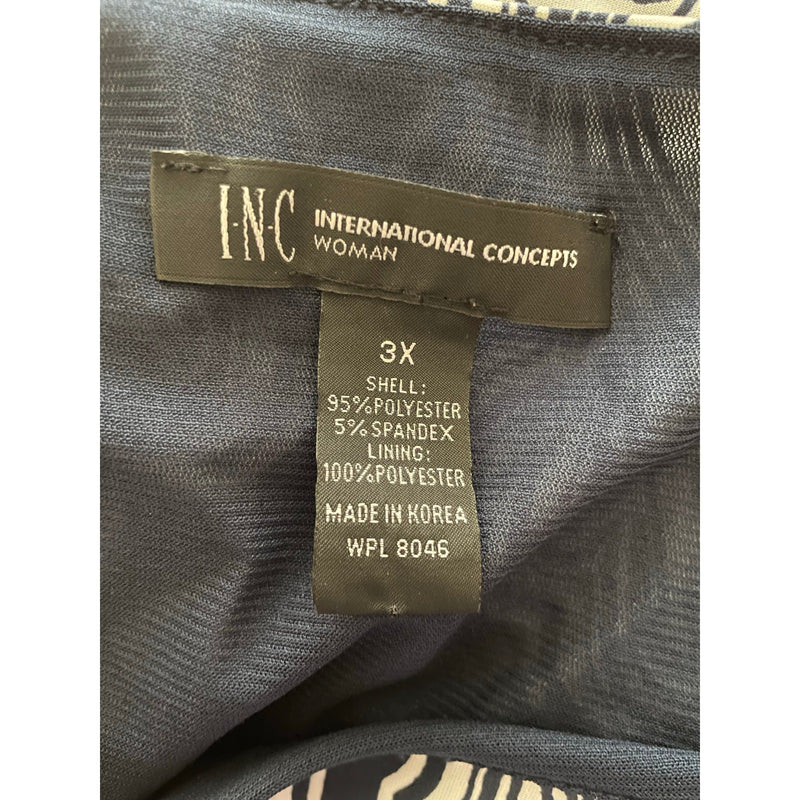 I·N·C INTERNATIONAL CONCEPTS
WOMAN
3X
SHELL:
95%POLYESTER
5%SPANDEX
LINING:
100%POLYESTER
MADE IN KOREA
WPL 8046